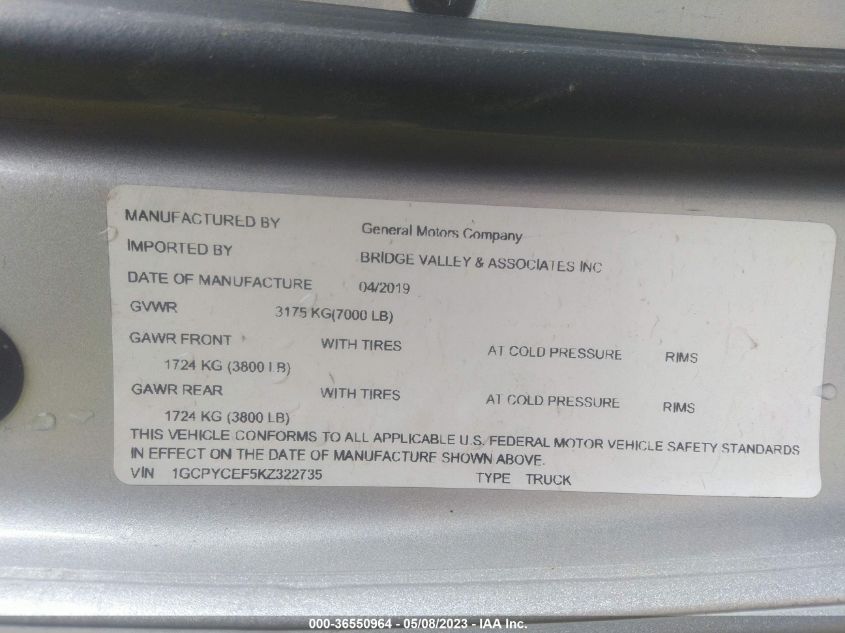 MANUFACTURED BY General Motors Company
IMPORTED BY BRIDGE VALLEY & ASSOCIATES INC
DATE OF MANUFACTURE 04/2019
GVWR 3175 KG(7000 LB)
GAWR FRONT WITH TIRES AT COLD PRESSURE RIMS
1724 KG (3800 LB)
GAWR REAR WITH TIRES AT COLD PRESSURE RIMS
1724 KG (3800 LB)
THIS VEHICLE CONFORMS TO ALL APPLICABLE U.S. FEDERAL MOTOR VEHICLE SAFETY STANDARDS
IN EFFECT ON THE DATE OF MANUFACTURE SHOWN ABOVE.
VIN 1GCPYCEF5KZ322735 TYPE TRUCK
000-36550964 - 05/08/2023 - © IAA Inc.